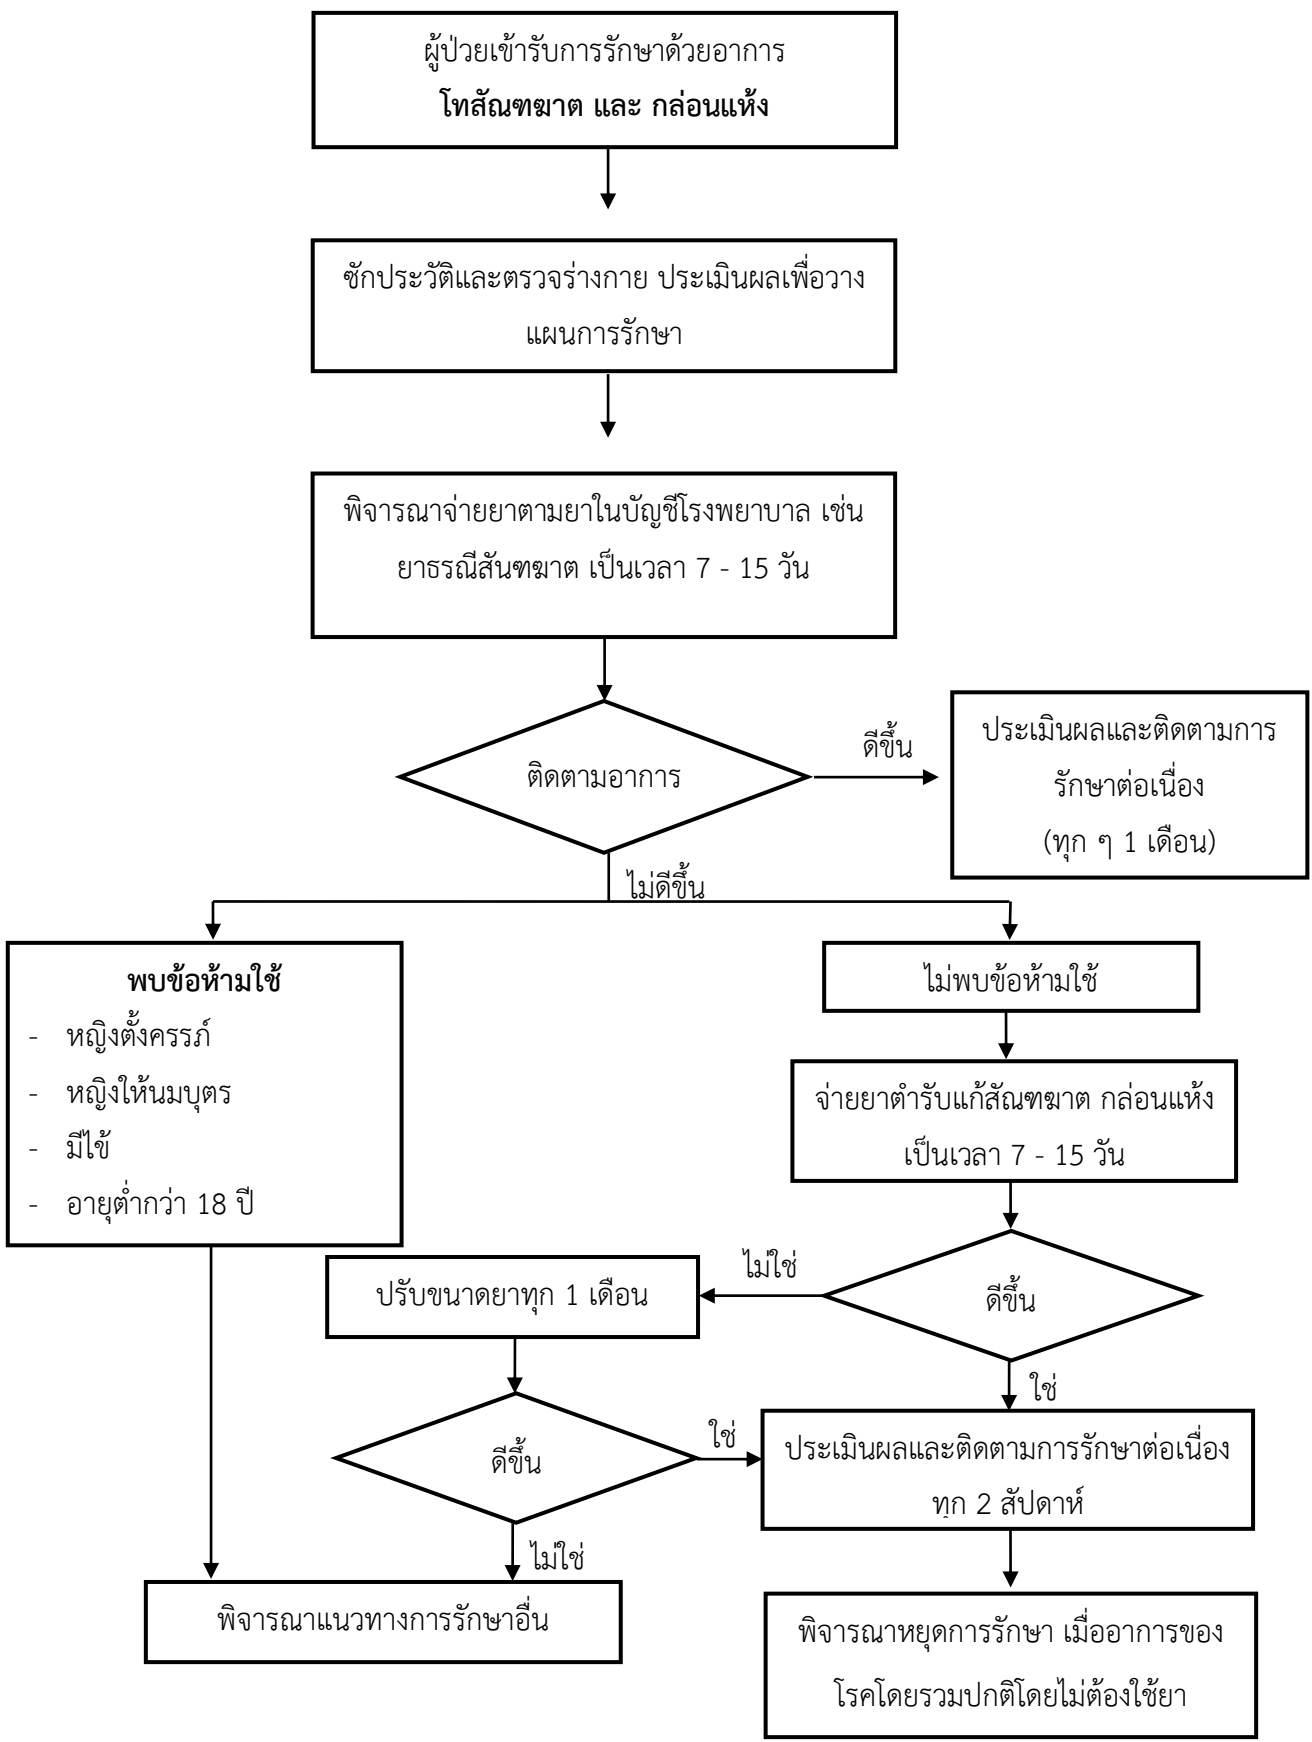 ผู้ป่วยเข้ารับการรักษาด้วยอาการ
โทสัณฑฆาต และ กล่อนแห้ง
ซักประวัติและตรวจร่างกาย ประเมินผลเพื่อวาง
แผนการรักษา
พิจารณาจ่ายยาตามยาในบัญชีโรงพยาบาล เช่น
ยาธรณีสันฑฆาต เป็นเวลา 7 - 15 วัน
ติดตามอาการ
ดีขึ้น
ประเมินผลและติดตามการ
รักษาต่อเนื่อง
(ทุก ๆ 1 เดือน)
ไม่ดีขึ้น
พบข้อห้ามใช้
- หญิงตั้งครรภ์
- หญิงให้นมบุตร
- มีไข้
- อายุต่ำกว่า 18 ปี
ไม่พบข้อห้ามใช้
จ่ายยาตำรับแก้สัณฑฆาต กล่อนแห้ง
เป็นเวลา 7 - 15 วัน
ดีขึ้น
ไม่ใช่
ปรับขนาดยาทุก 1 เดือน
ใช่
ดีขึ้น
ใช่
ประเมินผลและติดตามการรักษาต่อเนื่อง
ทุก 2 สัปดาห์
ไม่ใช่
พิจารณาแนวทางการรักษาอื่น
พิจารณาหยุดการรักษา เมื่ออาการของ
โรคโดยรวมปกติโดยไม่ต้องใช้ยา